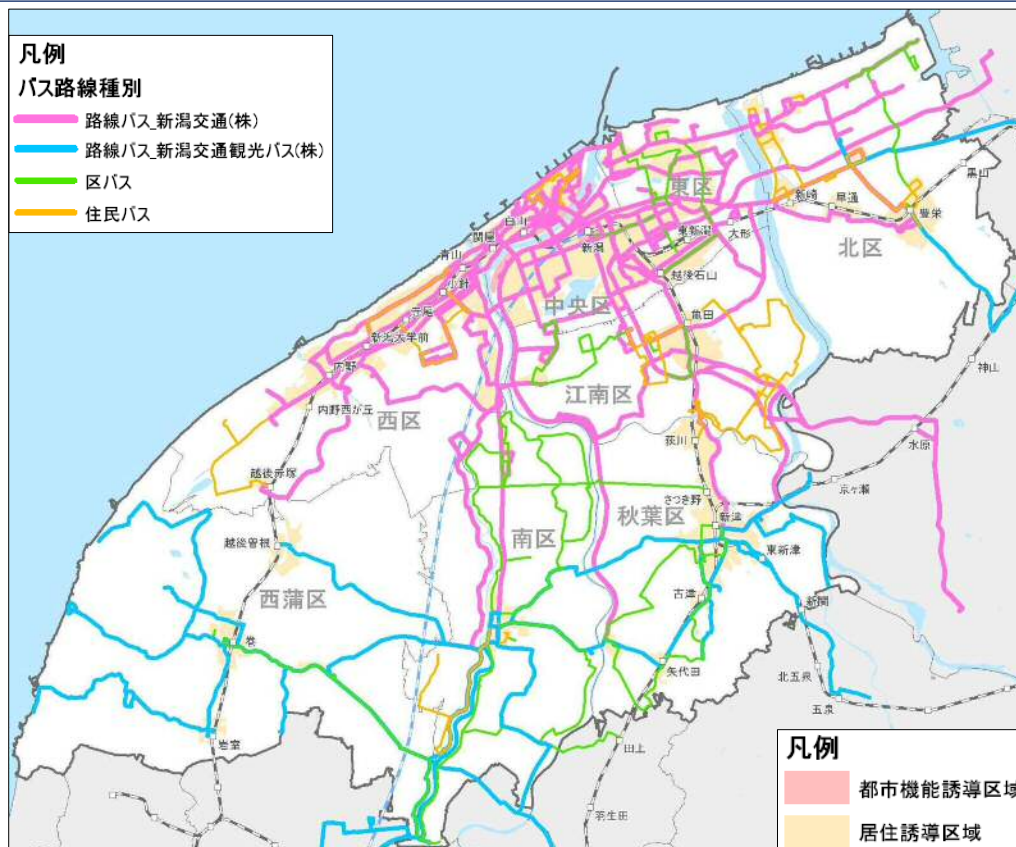 凡例
バス路線種別
路線バス_新潟交通(株)
路線バス_新潟交通観光バス(株)
区バス
住民バス
東区
黒山
新崎
早通
豊栄
白山
関屋
新潟
東新潟
大形
北区
青山
小針
越後石山
中央区
寺尾
亀田
新潟大学前
内野
神山
江南区
内野西が丘
西区
荻川
水原
越後赤塚
京ヶ瀬
さつき野
秋葉区
新津
南区
越後曽根
東新津
西蒲区
古津
新関
巻
矢代田
北五泉
五泉
岩室
田上
羽生田
凡例
都市機能誘導区域
居住誘導区域